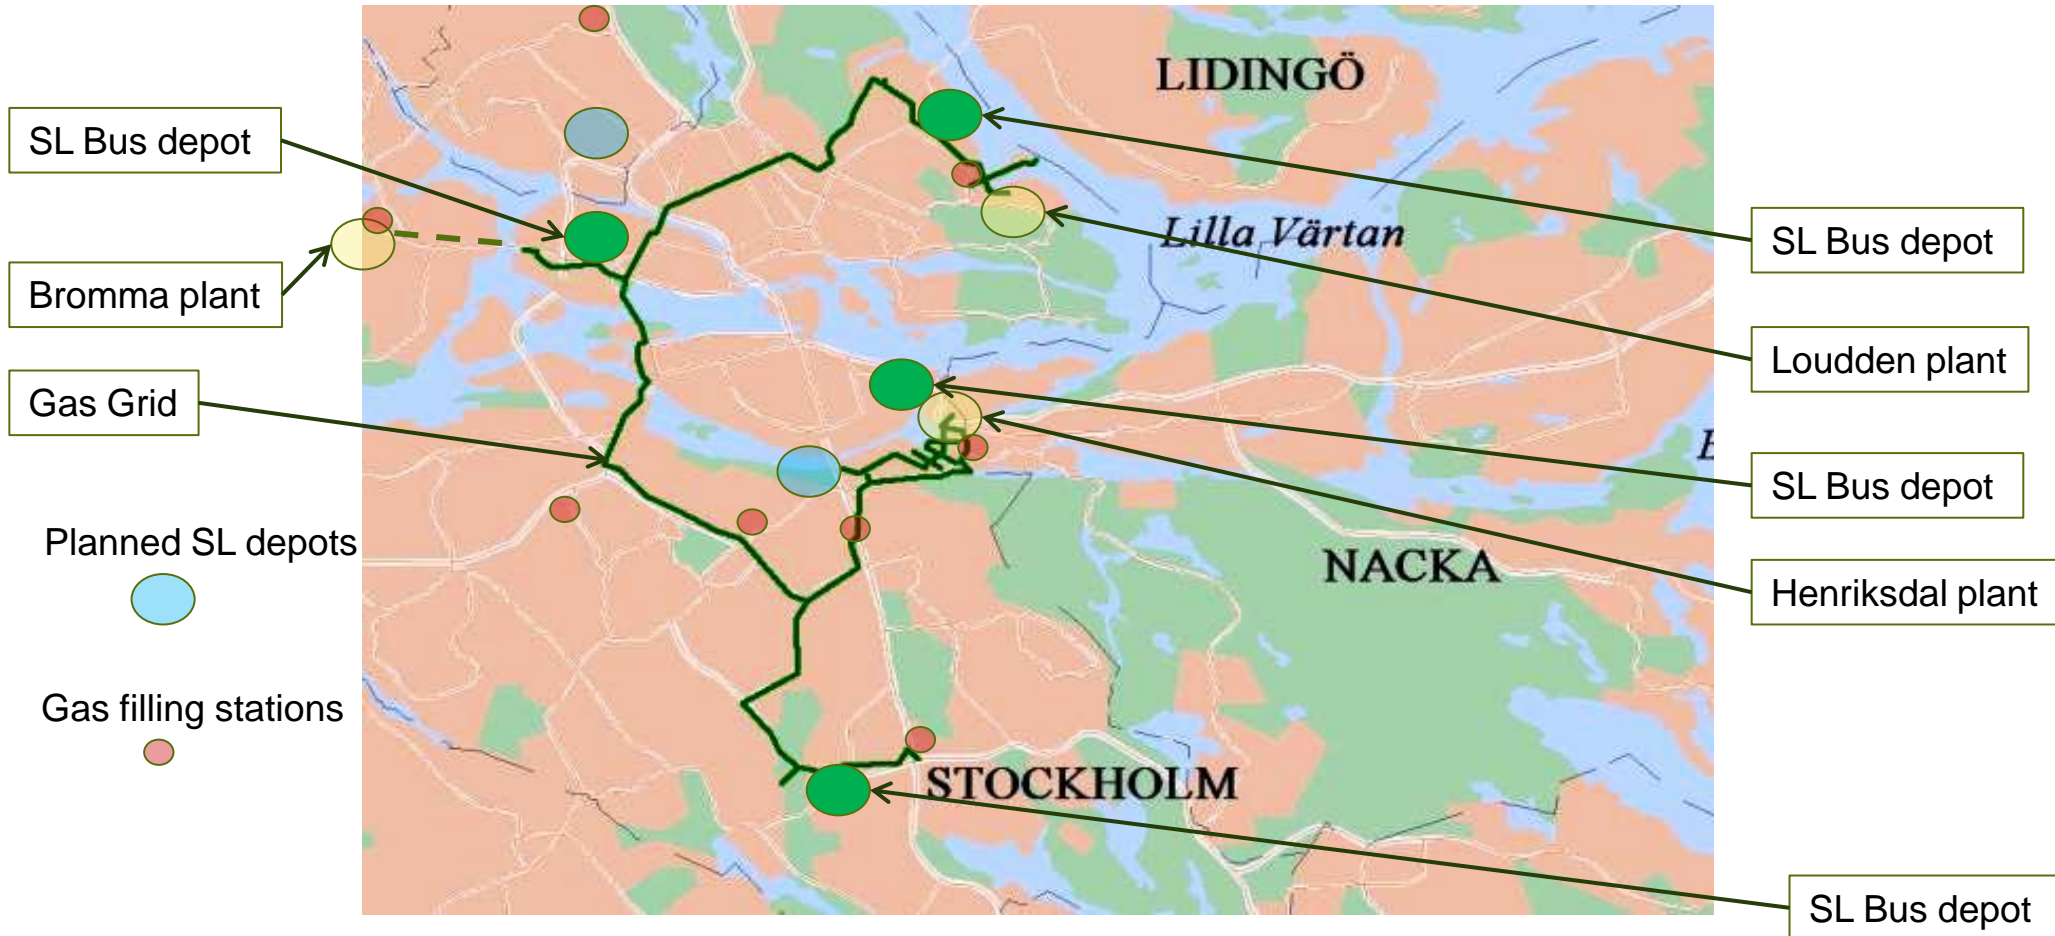 LIDINGÖ
SL Bus depot
Lilla Värtan
SL Bus depot
Bromma plant
Loudden plant
Gas Grid
SL Bus depot
Planned SL depots
NACKA
Henriksdal plant
Gas filling stations
STOCKHOLM
SL Bus depot